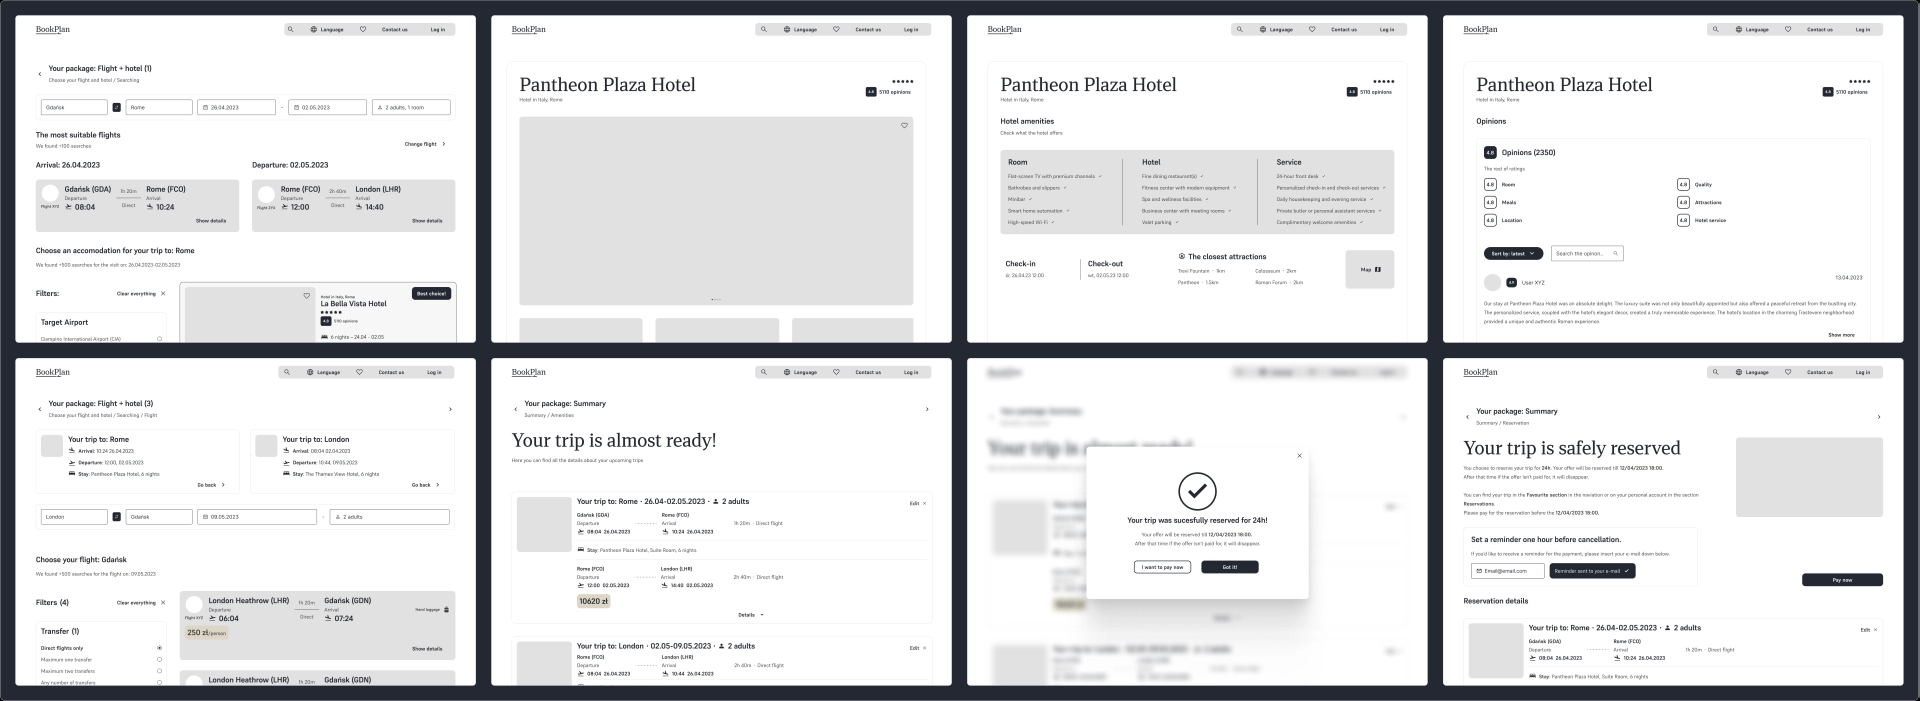 BookPlan
Language Contact us Log in
Your package: Flight + hotel (1)
Choose your flight and hotel / Searching
Gdańsk Rome 26.04.2023 - 02.05.2023 2 adults, 1 room
The most suitable flights
We found +100 searches
Change flight
Arrival: 26.04.2023 Departure: 02.05.2023
Gdańsk (GDA) 1h 20m Rome (FCO)
Departure Arrival
Flight XYZ 08:04 Direct 10:24
Show details
Rome (FCO) 2h 40m London (LHR)
Departure Arrival
12:00 Direct 14:40
Show details
Choose an accomodation for your trip to: Rome
We found +500 searches for the visit on: 26.04.2023-02.05.2023
Filters: Clear everything
Target Airport
Ciampino International Airport (CIA)
Hotel in Italy, Rome
La Bella Vista Hotel
Best choice!
4.8 5110 opinions
6 nights - 24.04 - 02.05
BookPlan
Language Contact us Log in
Pantheon Plaza Hotel
Hotel in Italy, Rome
4.8 5110 opinions
BookPlan
Language Contact us Log in
Pantheon Plaza Hotel
Hotel in Italy, Rome
4.8 5110 opinions
Hotel amenities
Check what the hotel offers
Room
Flat-screen TV with premium channels
Bathrobes and slippers
Minibar
Smart home automation
High-speed Wi-Fi
Hotel
Fine dining restaurant(s)
Fitness center with modern equipment
Spa and wellness facilities
Business center with meeting rooms
Valet parking
Service
24-hour front desk
Personalized check-in and check-out services
Daily housekeeping and evening service
Private butler or personal assistant services
Complimentary welcome amenities
Check-in
śr, 26.04.23 12:00
Check-out
wt, 02.05.23 12:00
The closest attractions
Trevi Fountain · 1km Colosseum · 2km
Pantheon · 1.5km Roman Forum · 2km
Map
BookPlan
Language Contact us Log in
Pantheon Plaza Hotel
Hotel in Italy, Rome
4.8 5110 opinions
Opinions
4.8 Opinions (2350)
The rest of ratings
4.8 Room 4.8 Quality
4.8 Meals 4.8 Attractions
4.8 Location 4.8 Hotel service
Sort by: latest Search the opinion..
13.04.2023
User XYZ
Our stay at Pantheon Plaza Hotel was an absolute delight. The luxury suite was not only beautifully appointed but also offered a peaceful retreat from the bustling city.
The personalized service, coupled with the hotel's elegant decor, created a truly memorable experience. The hotel's location in the charming Trastevere neighborhood
provided a unique and authentic Roman experience.
Show more
BookPlan
Language Contact us Log in
Your package: Flight + hotel (3)
Choose your flight and hotel / Searching / Flight
Your trip to: Rome
Arrival: 10:24 26.04.2023
Departure: 12:00, 02.05.2023
Stay: Pantheon Plaza Hotel, 6 nights
Go back
Your trip to: London
Arrival: 08:04 02.04.2023
Departure: 10:44, 09.05.2023
Stay: The Thames View Hotel, 6 nights
Go back
London Gdańsk 09.05.2023 - 2 adults
Choose your flight: Gdańsk
We found +500 searches for the flight on: 09.05.2023
Filters (4) Clear everything
Transfer (1)
Direct flights only
Maximum one transfer
Maximum two transfers
Any number of transfers
London Heathrow (LHR) 1h 20m Gdańsk (GDN)
Departure Arrival Hand luggage
Flight XYZ 06:04 Direct 07:24
250 zł/person
Show details
London Heathrow (LHR) 1h 20m Gdańsk (GDN)
BookPlan
Language Contact us Log in
Your package: Summary
Summary / Amenities
Your trip is almost ready!
Here you can find all the details about your upcoming trips
Your trip to: Rome · 26.04-02.05.2023 · 2 adults
Edit ×
Gdańsk (GDA) Rome (FCO)
Departure Arrival 1h 20m · Direct flight
08:04 26.04.2023 10:24 26.04.2023
Stay: Pantheon Plaza Hotel, Suite Room, 6 nights
Rome (FCO) London (LHR)
Departure Arrival 2h 40m · Direct flight
12:00 02.05.2023 14:40 02.05.2023
10620 zł
Details
Your trip to: London · 02.05-09.05.2023 · 2 adults
Edit ×
Rome (FCO) London (LHR)
Departure Arrival 2h 40m · Direct flight
08:04 26.04.2023 10:44 26.04.2023
Your trip was sucesfully reserved for 24h!
Your offer will be reserved till 12/04/2023 18:00.
After that time if the offer isn't paid for, it will disappear.
I want to pay now Got it!
BookPlan
Language Contact us Log in
Your package: Summary
Summary / Reservation
Your trip is safely reserved
You choose to reserve your trip for 24h. Your offer will be reserved till 12/04/2023 18:00.
After that time if the offer isn't paid for, it will disappear.
You can find your trip in the Favourite section in the naviation or on your personal account in the section
Reservations.
Please pay for the reservation before the 12/04/2023 18:00.
Set a reminder one hour before cancellation.
If you'd like to receive a reminder for the payment, please insert your e-mail down below.
Email@email.com Reminder sent to your e-mail
Pay now
Reservation details
Your trip to: Rome · 26.04-02.05.2023 · 2 adults
Edit ×
Gdańsk (GDA) Rome (FCO)
Departure Arrival 1h 20m · Direct flight
08:04 26.04.2023 10:24 26.04.2023
Stay: Pantheon Plaza Hotel, Suite Room, 6 nights